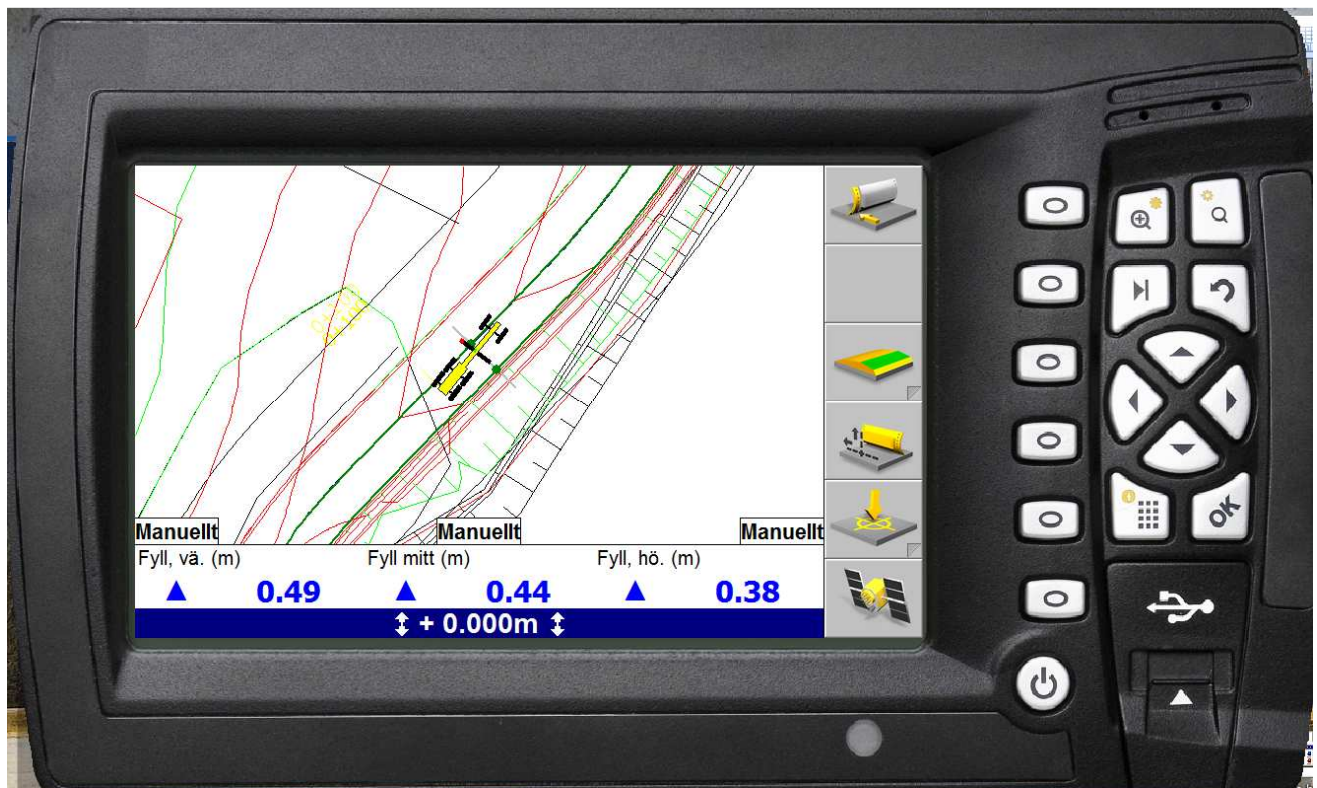 Manuellt Manuellt Manuellt
Fyll, vä. (m) Fyll mitt (m) Fyll, hö. (m)
0.49 0.44 0.38
+ 0.000m
OK